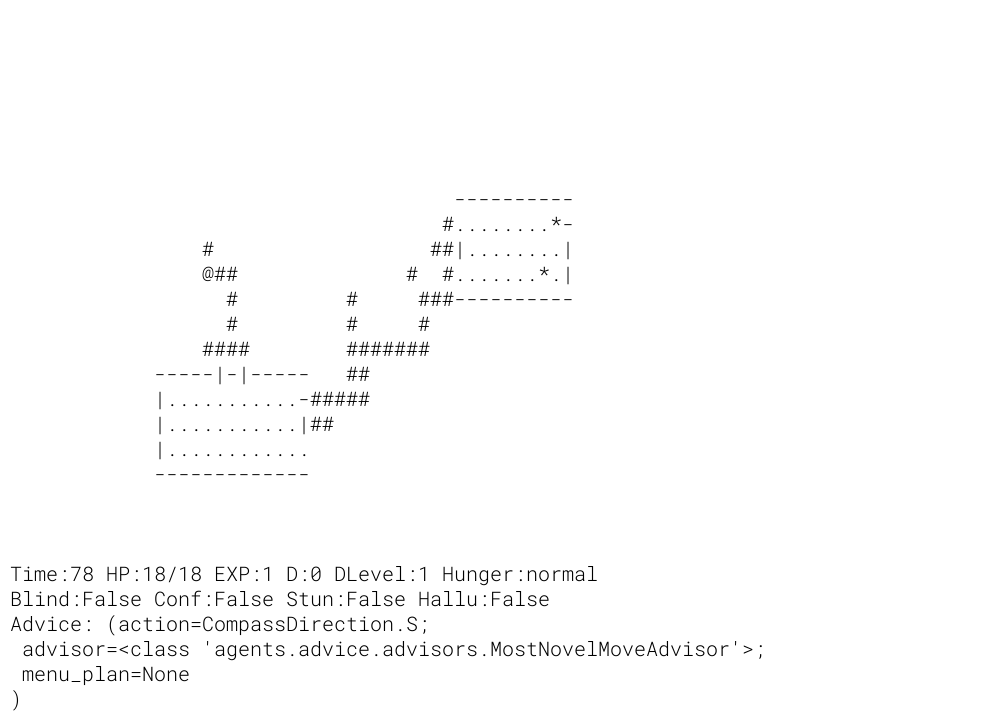 ----------
                                     #........*-
                 #                  ##|........|
                 @##              #  #.......*.|
                   #         #     ###----------
                   #         #     #
                 ####        #######
             -----|-|-----   ##
             |...........-#####
             |...........|##
             |............
             -------------
Time:78 HP:18/18 EXP:1 D:0 DLevel:1 Hunger:normal
Blind:False Conf:False Stun:False Hallu:False
Advice: (action=CompassDirection.S;
 advisor=<class 'agents.advice.advisors.MostNovelMoveAdvisor'>;
 menu_plan=None
)